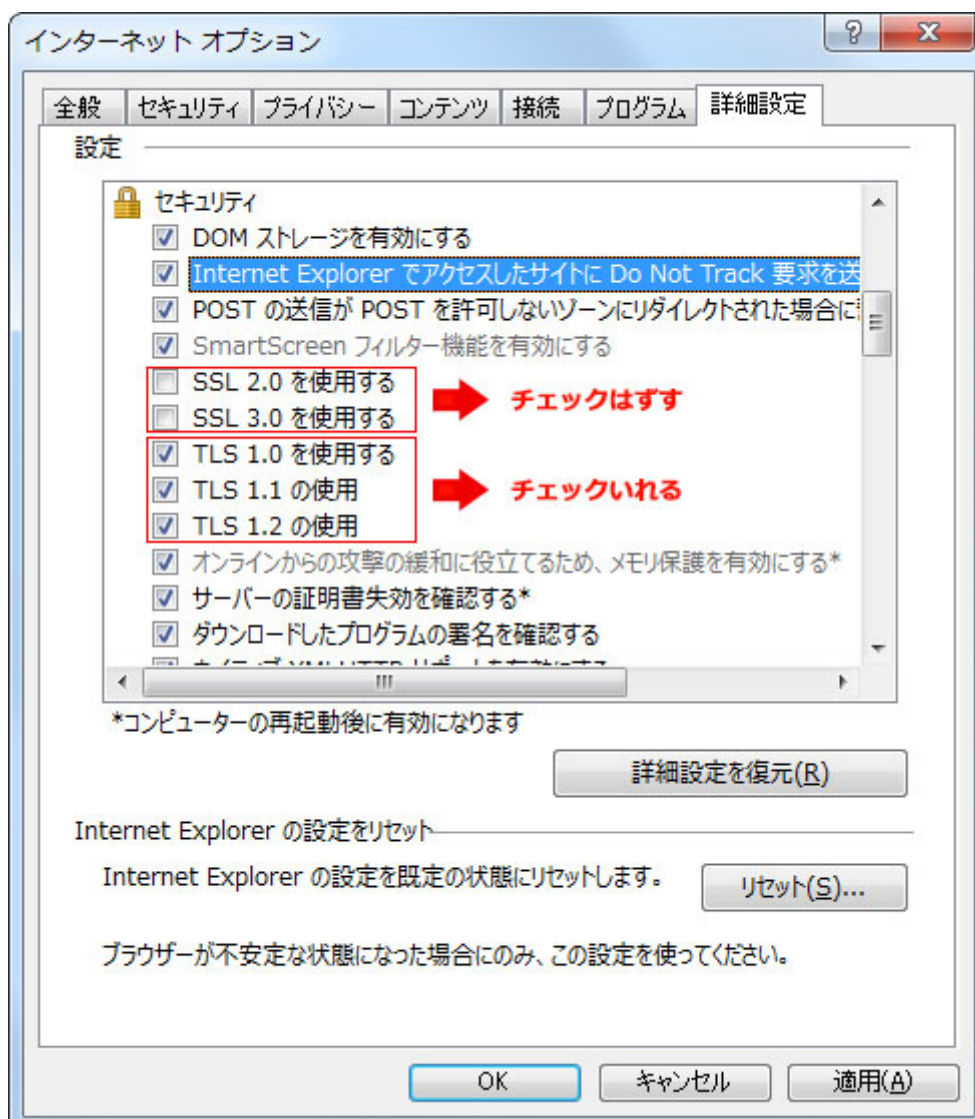 インターネット オプション
全般 セキュリティ プライバシー コンテンツ 接続 プログラム 詳細設定
設定
セキュリティ
DOM ストレージを有効にする
Internet Explorer でアクセスしたサイトに Do Not Track 要求を送
POST の送信が POST を許可しないゾーンにリダイレクトされた場合に
SmartScreen フィルター機能を有効にする
SSL 2.0 を使用する
SSL 3.0 を使用する
チェックはずす
TLS 1.0 を使用する
TLS 1.1 の使用
TLS 1.2 の使用
チェックいれる
オンラインからの攻撃の緩和に役立てるため、メモリ保護を有効にする*
サーバーの証明書失効を確認する*
ダウンロードしたプログラムの署名を確認する
*コンピューターの再起動後に有効になります
詳細設定を復元(R)
Internet Explorer の設定をリセット
Internet Explorer の設定を既定の状態にリセットします。
リセット(S)...
ブラウザーが不安定な状態になった場合にのみ、この設定を使ってください。
OK キャンセル 適用(A)